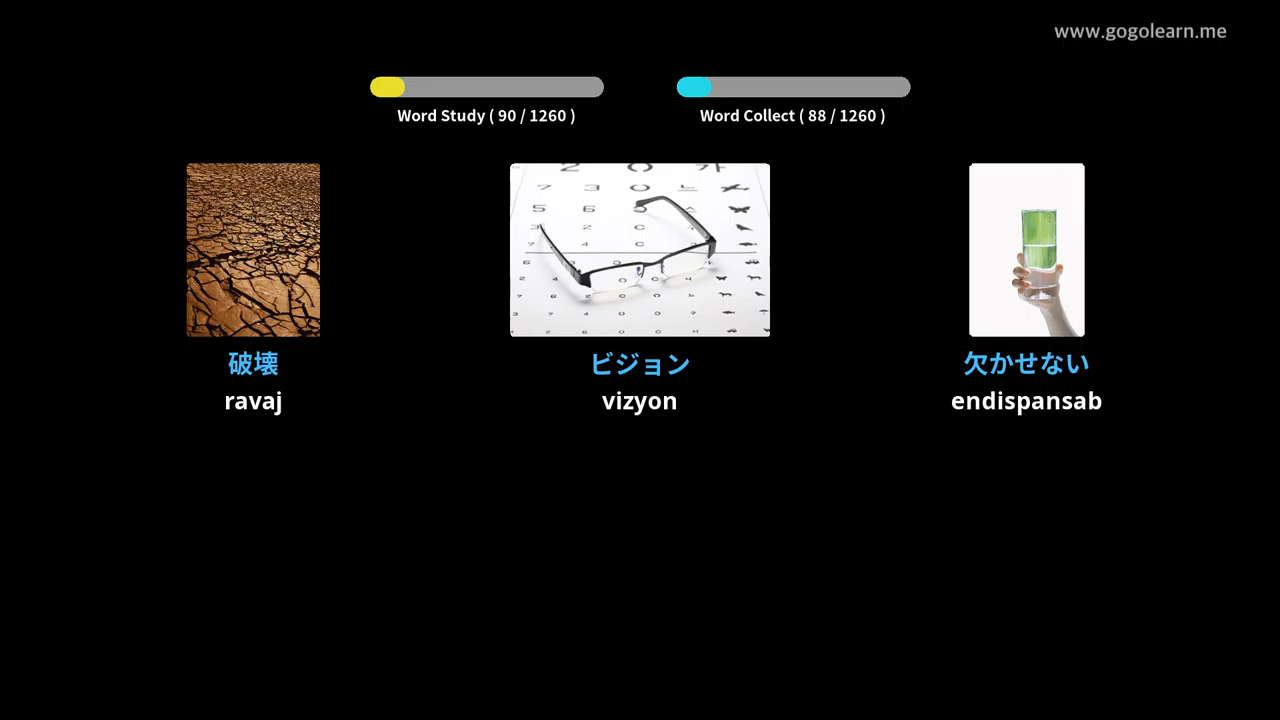 www.gogolearn.me
Word Study ( 90 / 1260 )
Word Collect ( 88 / 1260 )
破壊
ravaj
ビジョン
vizyon
欠かせない
endispansab